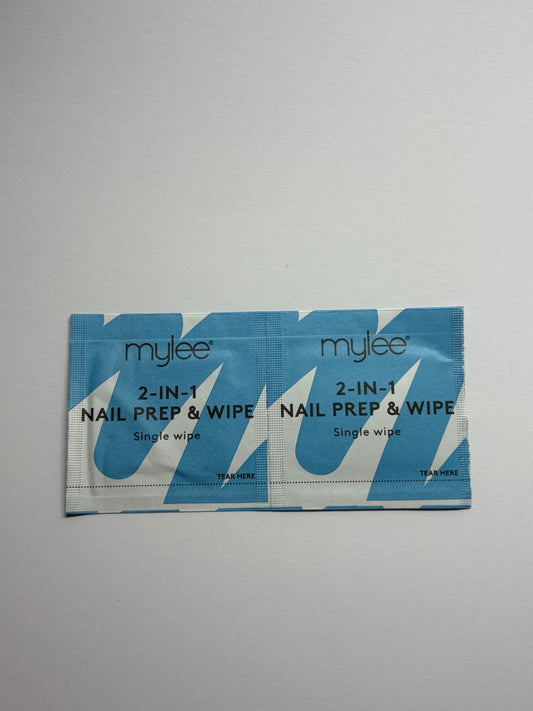 mylee®
2-IN-1
NAIL PREP & WIPE
Single wipe
TEAR HERE
mylee®
2-IN-1
NAIL PREP & WIPE
Single wipe
TEAR HERE